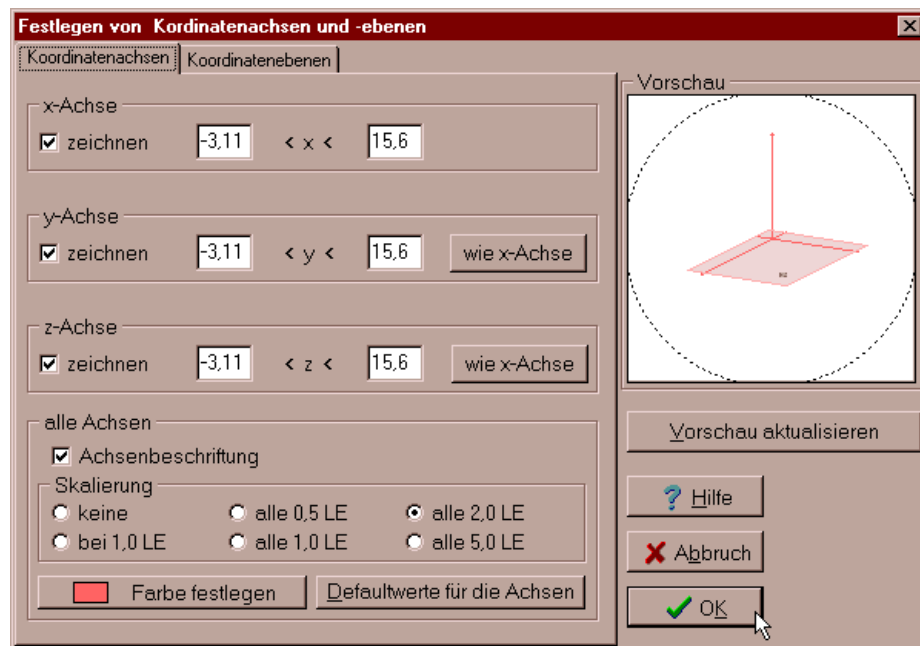 Festlegen von Kordinatenachsen und -ebenen
Koordinatenachsen Koordinatenebenen
x-Achse
zeichnen -3,11 < x < 15,6
y-Achse
zeichnen -3,11 < y < 15,6 wie x-Achse
z-Achse
zeichnen -3,11 < z < 15,6 wie x-Achse
alle Achsen
Achsenbeschriftung
Skalierung
keine alle 0,5 LE alle 2,0 LE
bei 1,0 LE alle 1,0 LE alle 5,0 LE
Farbe festlegen Defaultwerte für die Achsen
Vorschau
Vorschau aktualisieren
? Hilfe
Abbruch
OK